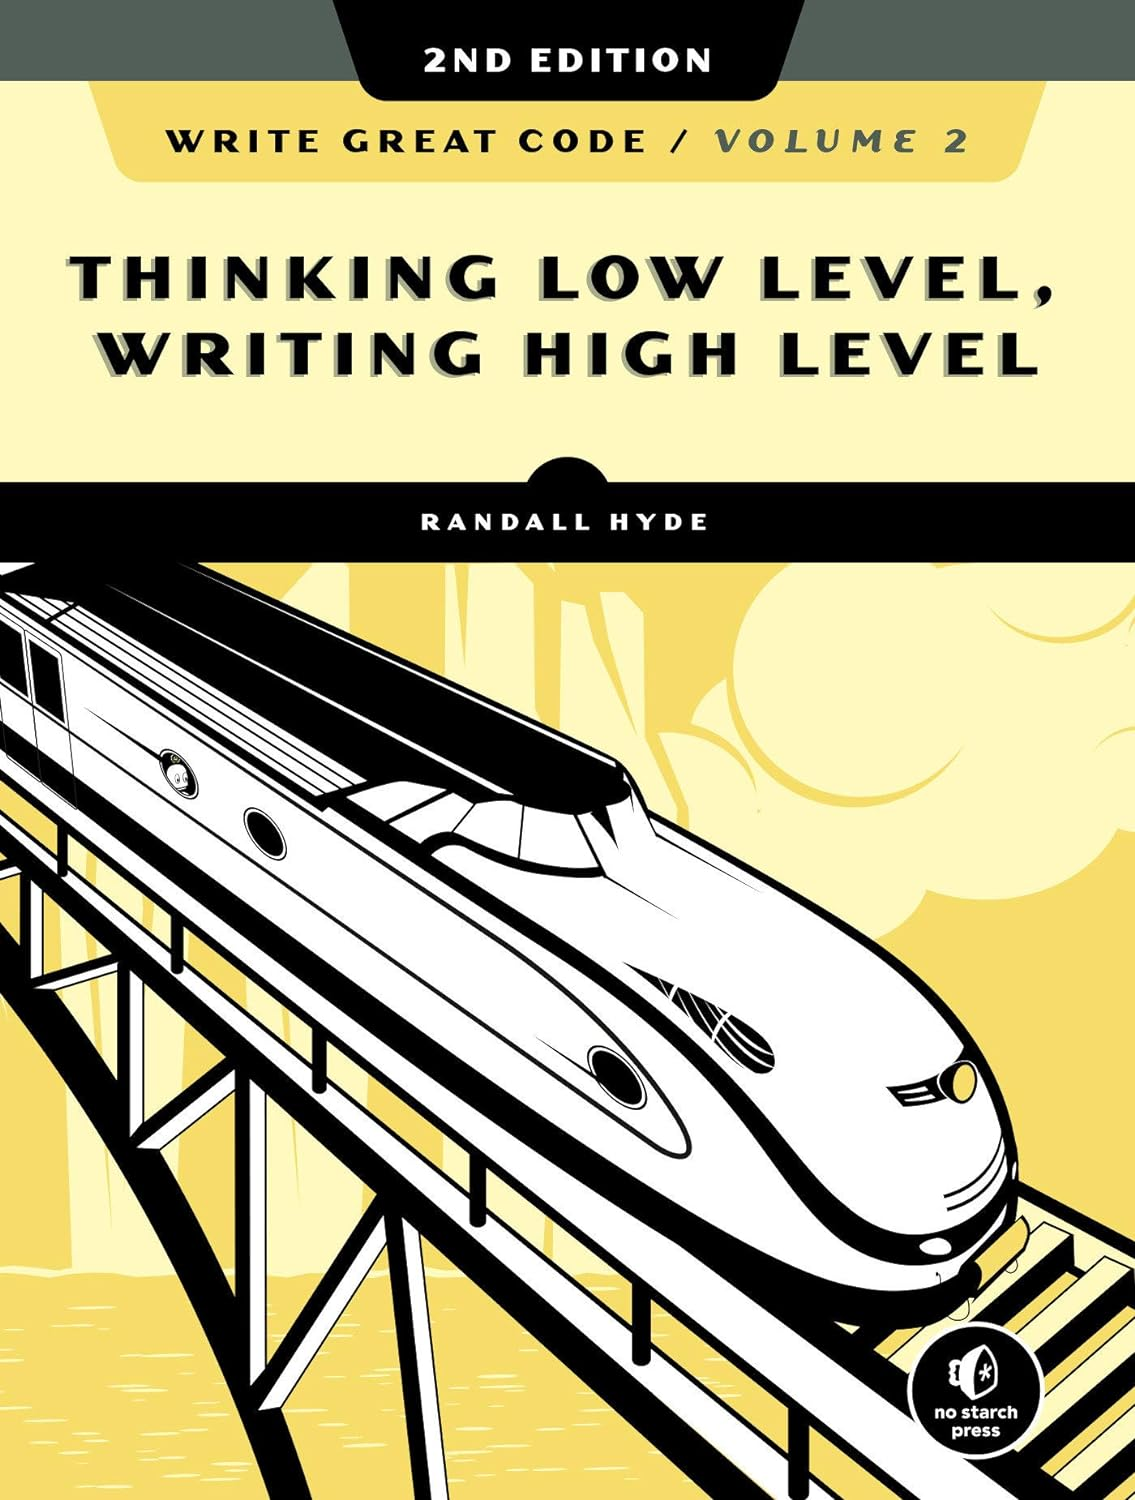 2ND EDITION
WRITE GREAT CODE / VOLUME 2
THINKING LOW LEVEL,
WRITING HIGH LEVEL
RANDALL HYDE
no starch
press